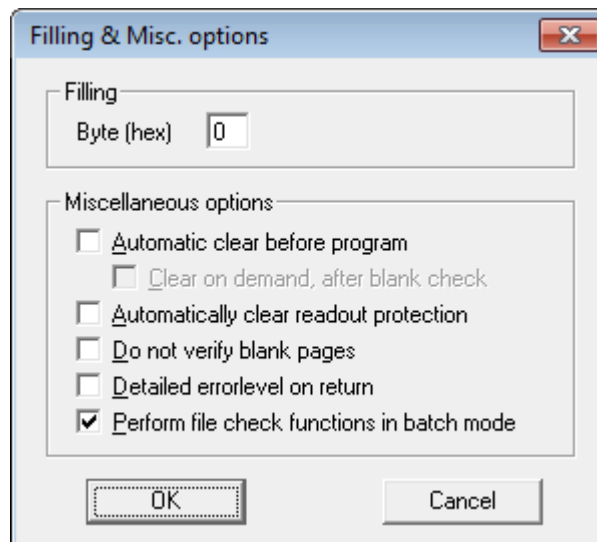 Filling & Misc. options
Filling
Byte (hex) 0
Miscellaneous options
Automatic clear before program
Clear on demand, after blank check
Automatically clear readout protection
Do not verify blank pages
Detailed errorlevel on return
Perform file check functions in batch mode
OK Cancel